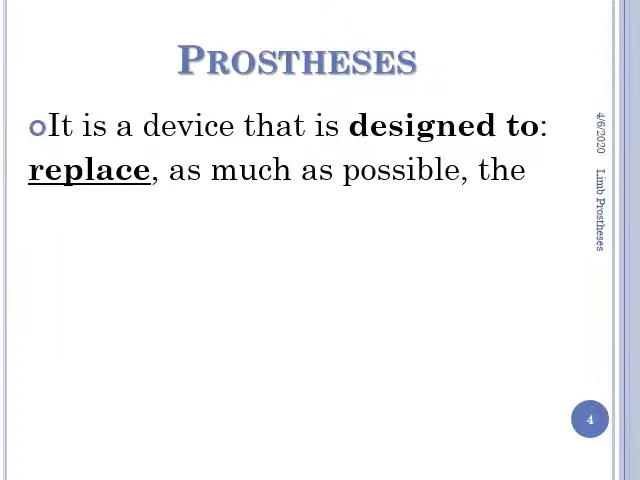 PROSTHESES
It is a device that is designed to:
replace, as much as possible, the
4/6/2020 Limb Prostheses
4